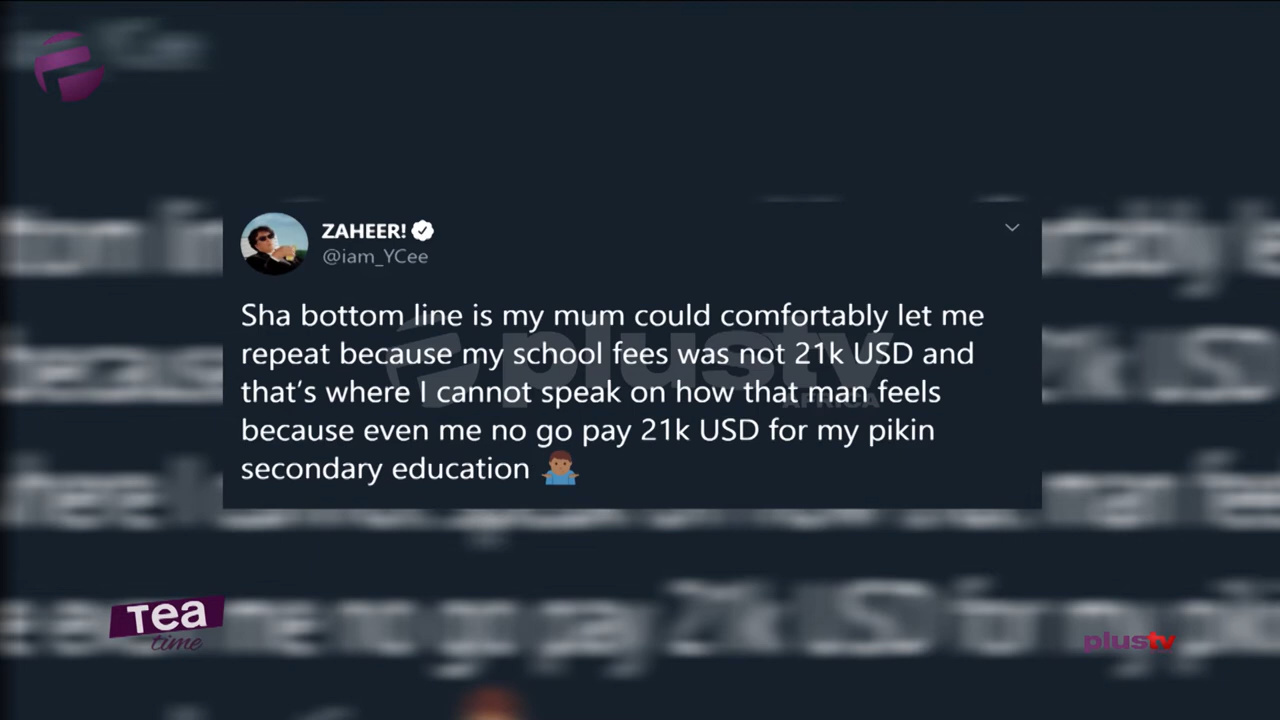 ZAHEER!
@iam_YCee
Sha bottom line is my mum could comfortably let me
repeat because my school fees was not 21k USD and
that's where I cannot speak on how that man feels
because even me no go pay 21k USD for my pikin
secondary education 🤷🏽‍♂️
plustv
AFRICA
Tea
time
plustv